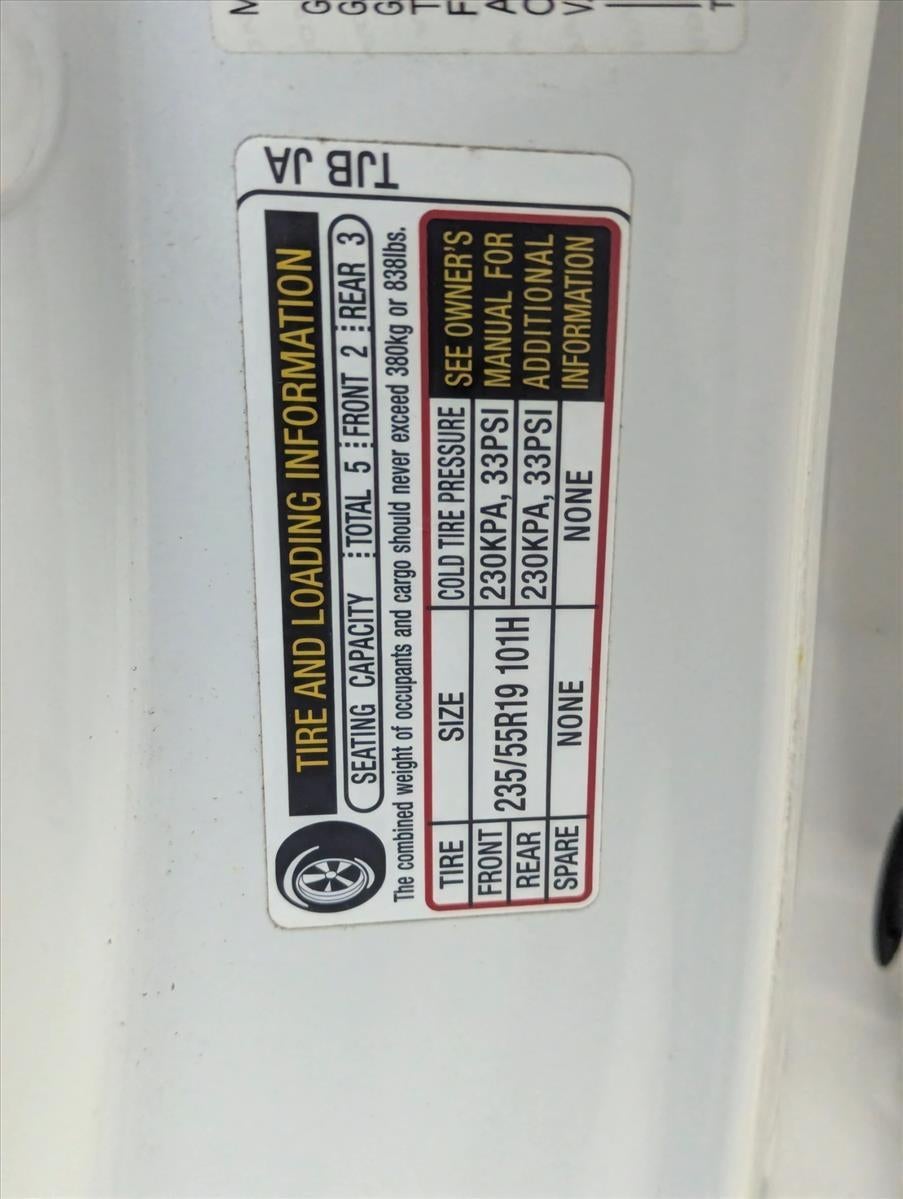 TJB JA
TIRE AND LOADING INFORMATION
SEATING CAPACITY TOTAL 5 FRONT 2 REAR 3
The combined weight of occupants and cargo should never exceed 380kg or 838lbs.
TIRE SIZE COLD TIRE PRESSURE
FRONT 235/55R19 101H 230KPA, 33PSI
REAR 230KPA, 33PSI
SPARE NONE NONE
SEE OWNER'S
MANUAL FOR
ADDITIONAL
INFORMATION